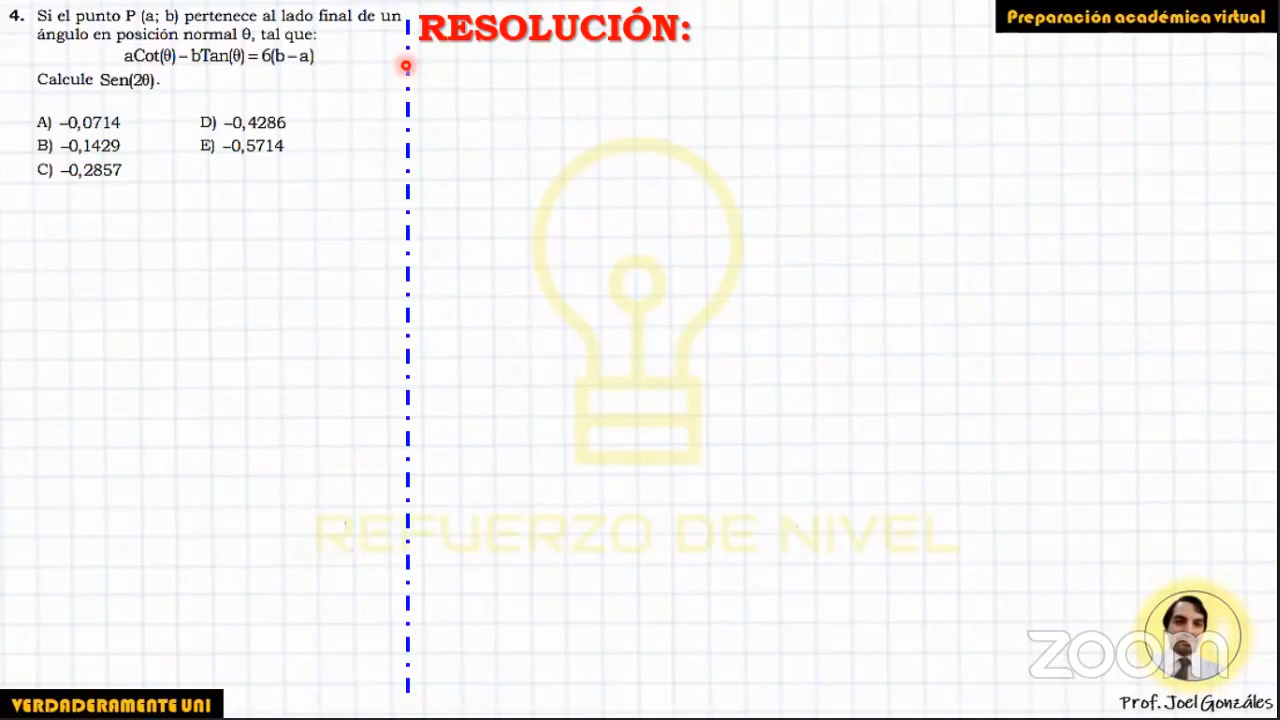 4. Si el punto P (a; b) pertenece al lado final de un
ángulo en posición normal θ, tal que:
aCot(θ) – bTan(θ) = 6(b – a)
Calcule Sen(2θ).
A) –0,0714
B) –0,1429
C) –0,2857
D) –0,4286
E) –0,5714
RESOLUCIÓN:
Preparación académica virtual
REFUERZO DE NIVEL
zoom
Prof. Joel Gonzáles
VERDADERAMENTE UNI